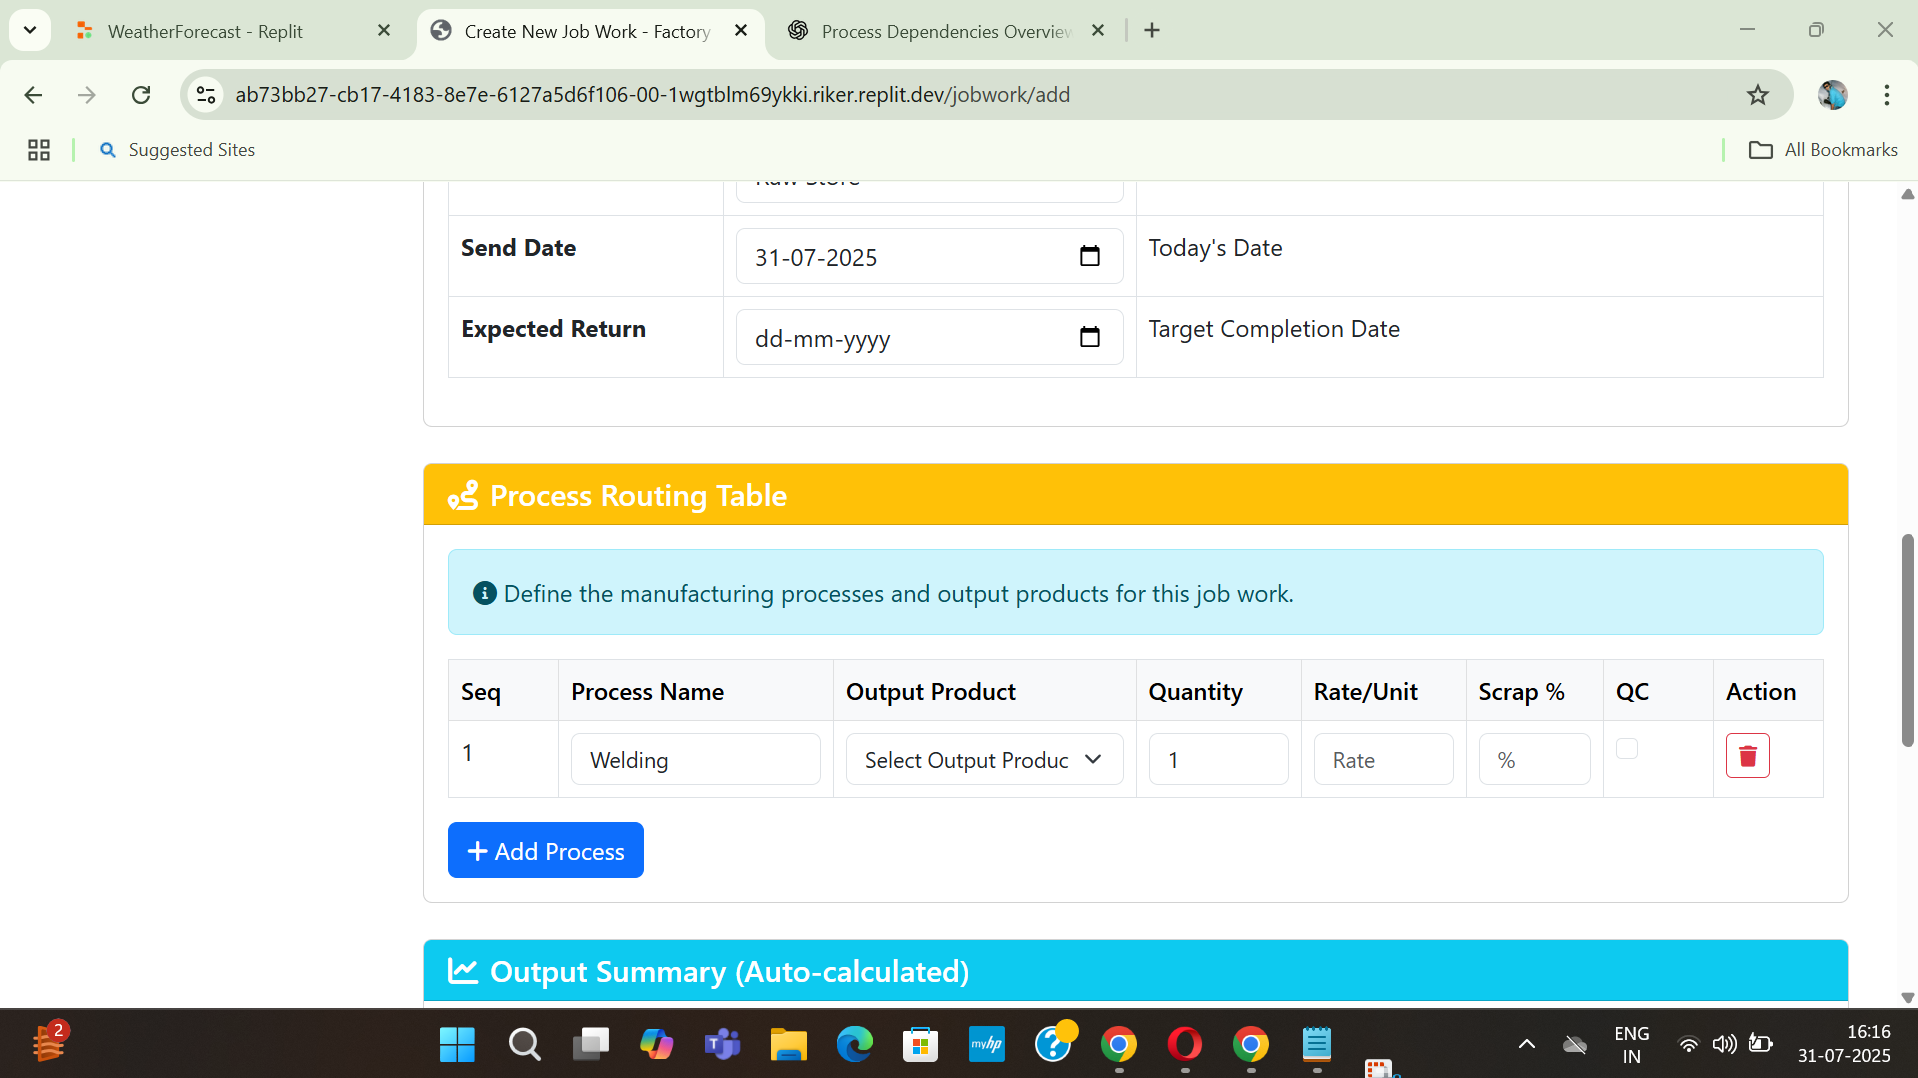 WeatherForecast - Replit
Create New Job Work - Factory
Process Dependencies Overview
ab73bb27-cb17-4183-8e7e-6127a5d6f106-00-1wgtblm69ykki.riker.replit.dev/jobwork/add
Suggested Sites
All Bookmarks
Raw Store
Send Date
31-07-2025
Today's Date
Expected Return
dd-mm-yyyy
Target Completion Date
Process Routing Table
Define the manufacturing processes and output products for this job work.
Seq Process Name Output Product Quantity Rate/Unit Scrap % QC Action
1 Welding Select Output Produc 1 Rate %
+ Add Process
Output Summary (Auto-calculated)
2
T
myhp
?
ENG
IN
16:16
31-07-2025